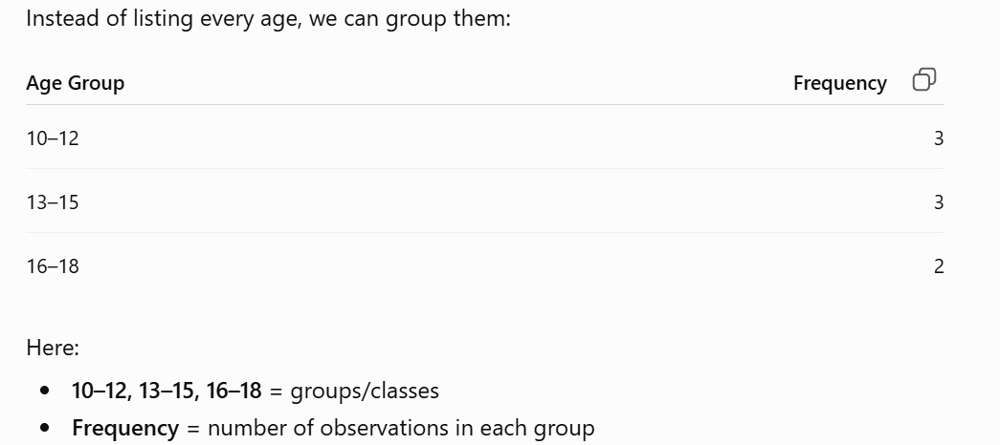 Instead of listing every age, we can group them:
Age Group Frequency
10–12 3
13–15 3
16–18 2
Here:
• 10–12, 13–15, 16–18 = groups/classes
• Frequency = number of observations in each group